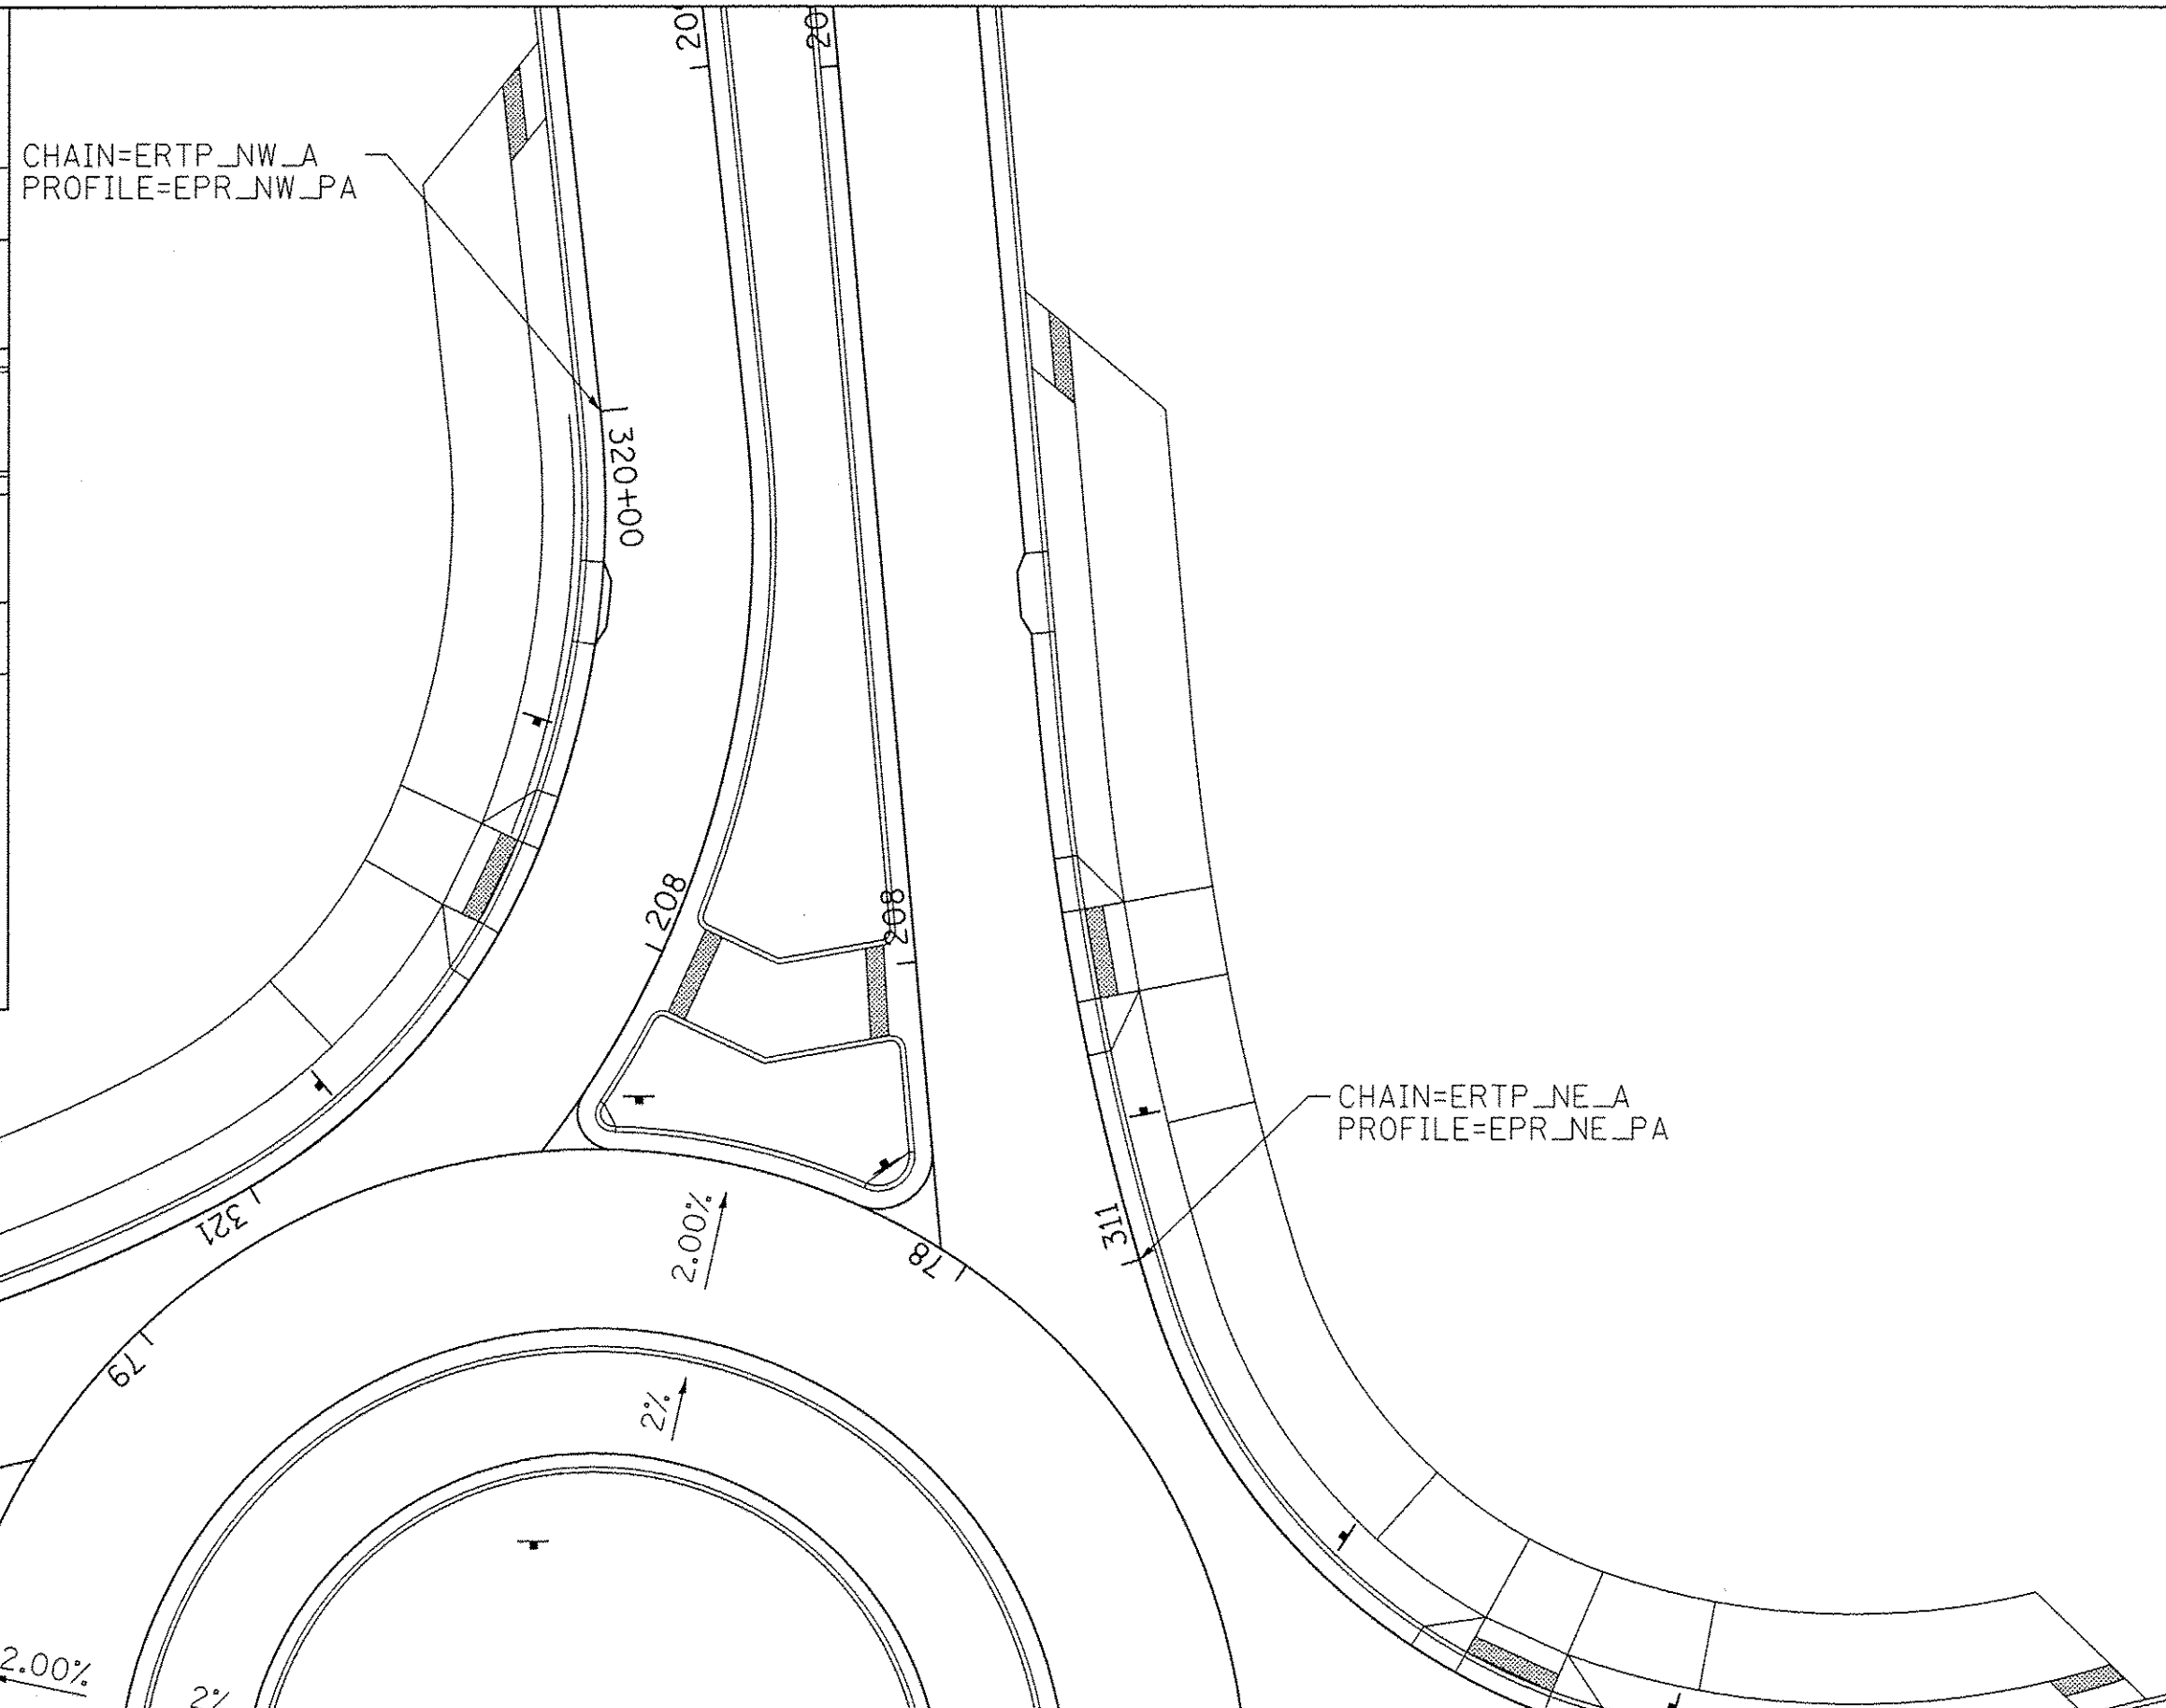 CHAIN=ERTP_NW_A
PROFILE=EPR_NW_PA
320+00
208
208
CHAIN=ERTP_NE_A
PROFILE=EPR_NE_PA
311
321
2.00%
78
79
2%
2.00%
2%